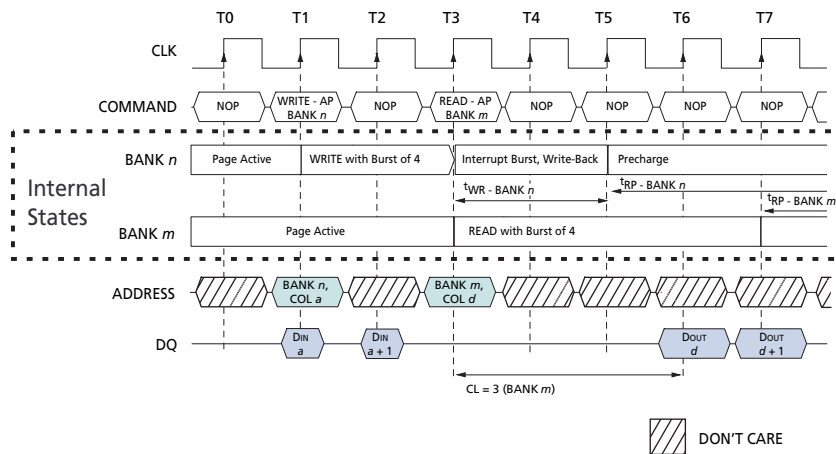 T0 T1 T2 T3 T4 T5 T6 T7
CLK
COMMAND NOP WRITE - AP BANK n NOP READ - AP BANK m NOP NOP NOP NOP
Internal States
BANK n Page Active WRITE with Burst of 4 Interrupt Burst, Write-Back Precharge
tWR - BANK n tRP - BANK n
tRP - BANK m
BANK m Page Active READ with Burst of 4
ADDRESS BANK n, COL a BANK m, COL d
DQ DIN a DIN a + 1 DOUT d DOUT d + 1
CL = 3 (BANK m)
DON'T CARE